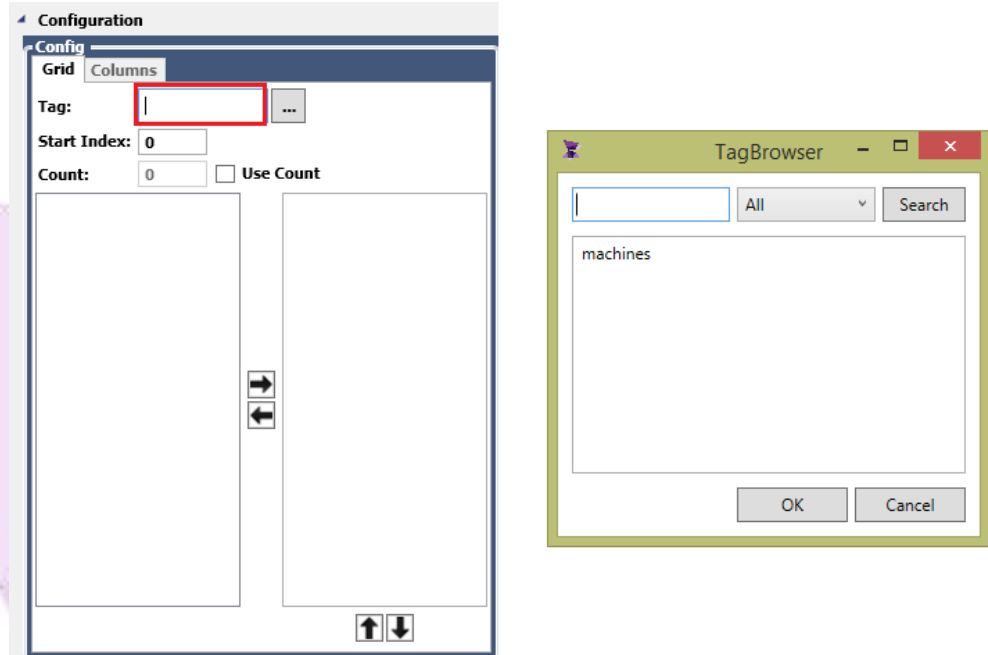 Configuration
Config
Grid Columns
Tag: ...
Start Index: 0
Count: 0 Use Count
TagBrowser
All Search
machines
OK Cancel